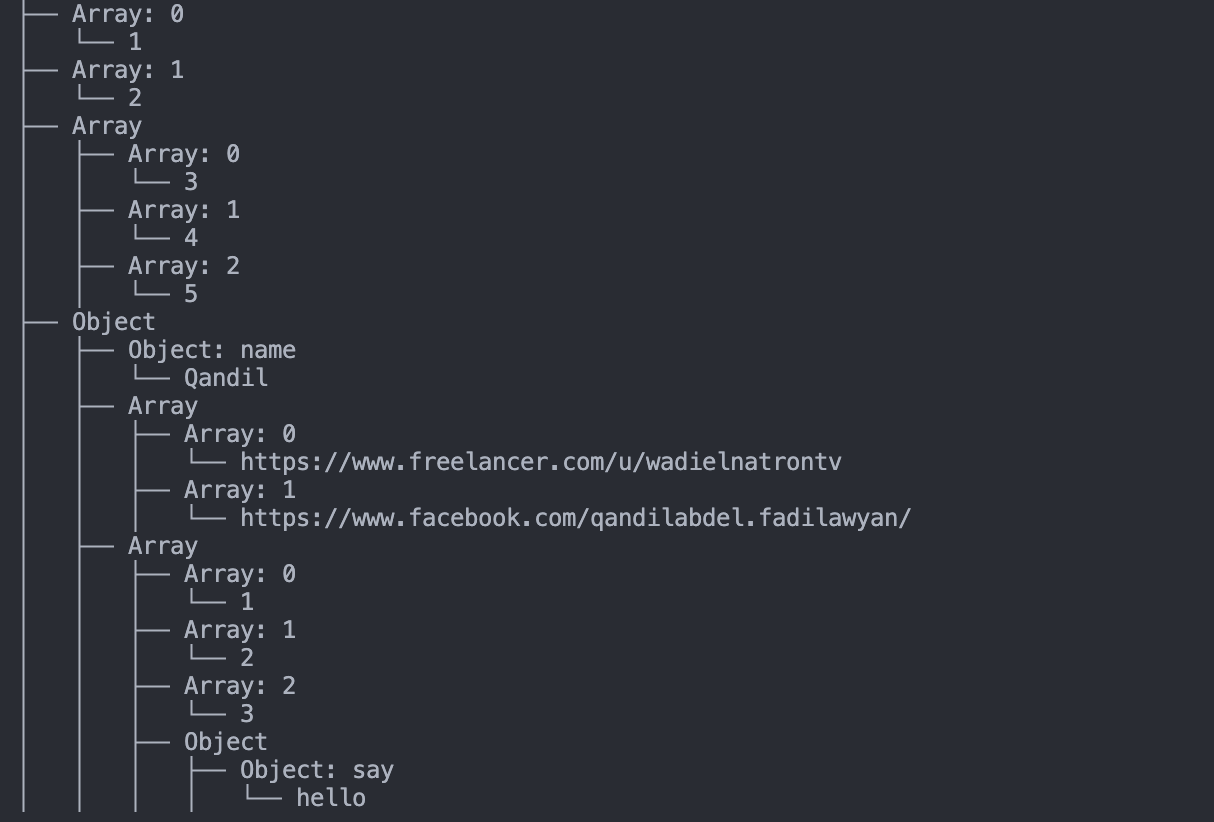 ├── Array: 0
│   └── 1
├── Array: 1
│   └── 2
├── Array
│   ├── Array: 0
│   │   └── 3
│   ├── Array: 1
│   │   └── 4
│   ├── Array: 2
│   │   └── 5
├── Object
│   ├── Object: name
│   │   └── Qandil
│   ├── Array
│   │   ├── Array: 0
│   │   │   └── https://www.freelancer.com/u/wadielnatrontv
│   │   ├── Array: 1
│   │   │   └── https://www.facebook.com/qandilabdel.fadilawyan/
│   ├── Array
│   │   ├── Array: 0
│   │   │   └── 1
│   │   ├── Array: 1
│   │   │   └── 2
│   │   ├── Array: 2
│   │   │   └── 3
│   │   ├── Object
│   │   │   ├── Object: say
│   │   │   │   └── hello